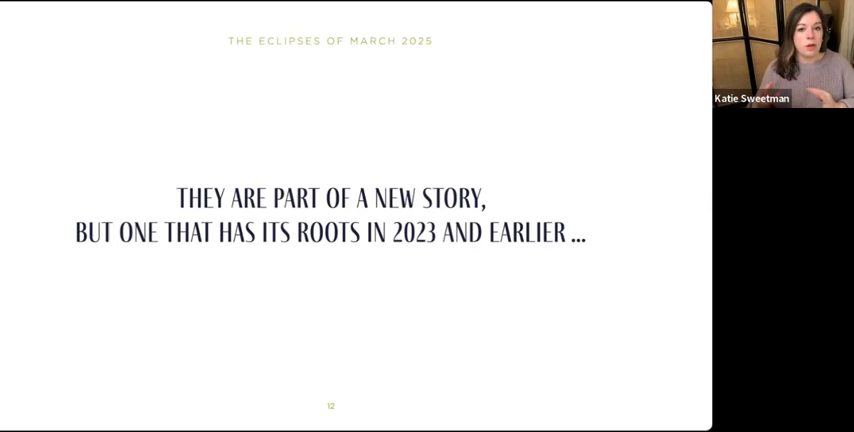 THE ECLIPSES OF MARCH 2025
Katie Sweetman
THEY ARE PART OF A NEW STORY,
BUT ONE THAT HAS ITS ROOTS IN 2023 AND EARLIER ...
12